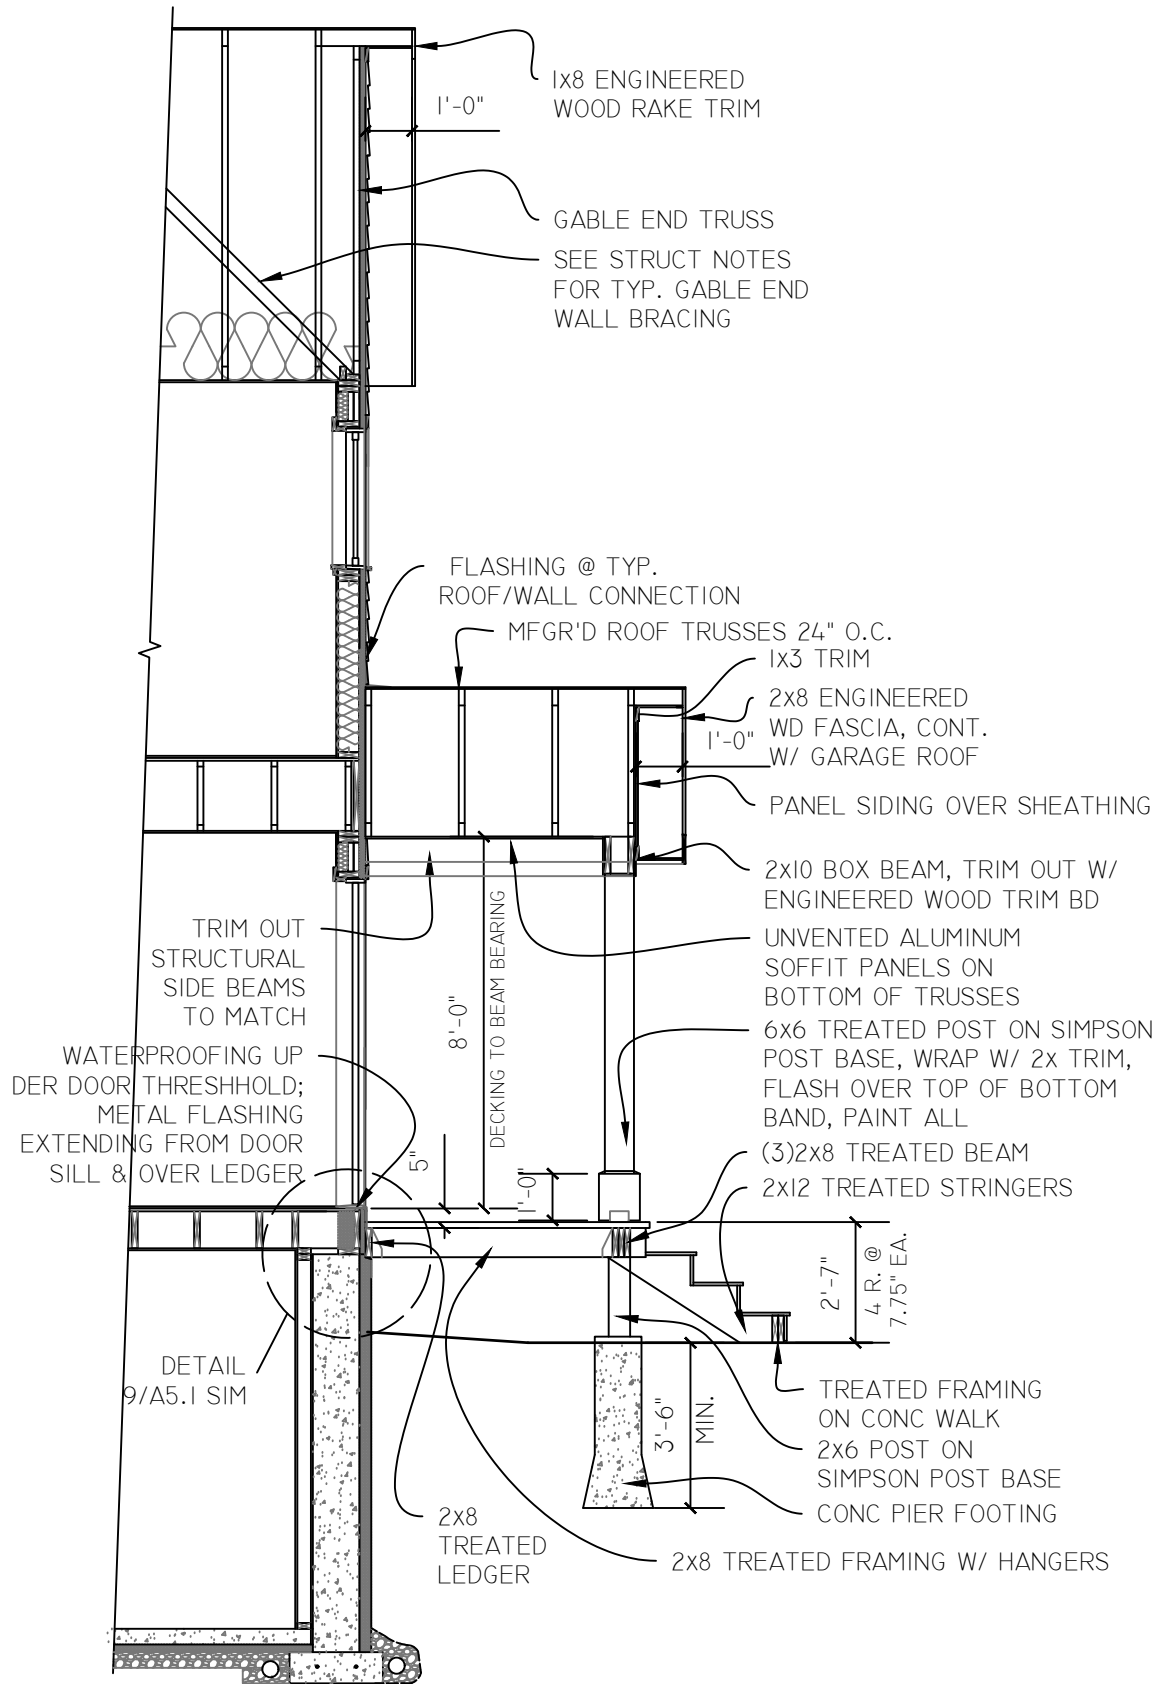 1x8 ENGINEERED
WOOD RAKE TRIM
1'-0"
GABLE END TRUSS
SEE STRUCT NOTES
FOR TYP. GABLE END
WALL BRACING
FLASHING @ TYP.
ROOF/WALL CONNECTION
MFGR'D ROOF TRUSSES 24" O.C.
1x3 TRIM
2x8 ENGINEERED
WD FASCIA, CONT.
W/ GARAGE ROOF
1'-0"
PANEL SIDING OVER SHEATHING
2x10 BOX BEAM, TRIM OUT W/
ENGINEERED WOOD TRIM BD
UNVENTED ALUMINUM
SOFFIT PANELS ON
BOTTOM OF TRUSSES
TRIM OUT
STRUCTURAL
SIDE BEAMS
TO MATCH
8'-0"
DECKING TO BEAM BEARING
6x6 TREATED POST ON SIMPSON
POST BASE, WRAP W/ 2x TRIM,
FLASH OVER TOP OF BOTTOM
BAND, PAINT ALL
WATERPROOFING UP
DER DOOR THRESHHOLD;
METAL FLASHING
EXTENDING FROM DOOR
SILL & OVER LEDGER
5"
1'-0"
(3)2x8 TREATED BEAM
2x12 TREATED STRINGERS
2'-7"
4 R. @
7.75" EA.
DETAIL
9/A5.1 SIM
3'-6"
MIN.
TREATED FRAMING
ON CONC WALK
2x6 POST ON
SIMPSON POST BASE
CONC PIER FOOTING
2x8
TREATED
LEDGER
2x8 TREATED FRAMING W/ HANGERS